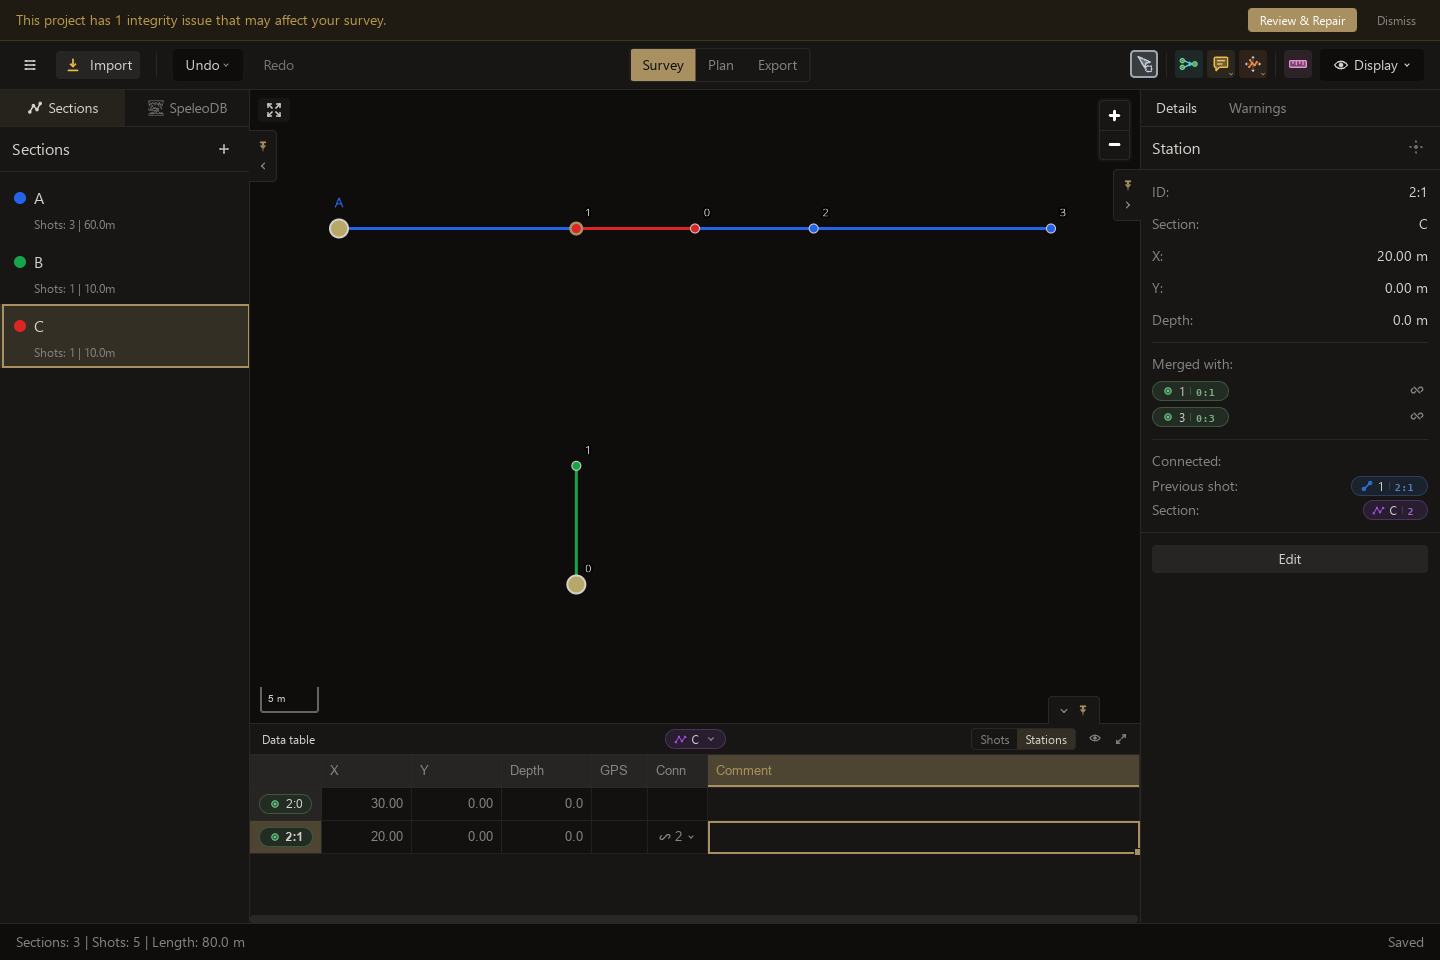 This project has 1 integrity issue that may affect your survey.
Review & Repair
Dismiss
Import
Undo
Redo
Survey
Plan
Export
Display
Sections
SpeleoDB
Sections
A
Shots: 3 | 60.0m
B
Shots: 1 | 10.0m
C
Shots: 1 | 10.0m
A
1
0
2
3
1
0
5 m
Details
Warnings
Station
ID: 2:1
Section: C
X: 20.00 m
Y: 0.00 m
Depth: 0.0 m
Merged with:
1 | 0:1
3 | 0:3
Connected:
Previous shot: 1 | 2:1
Section: C | 2
Edit
Data table
C
Shots
Stations
X Y Depth GPS Conn Comment
2:0 30.00 0.00 0.0
2:1 20.00 0.00 0.0 2
Sections: 3 | Shots: 5 | Length: 80.0 m
Saved